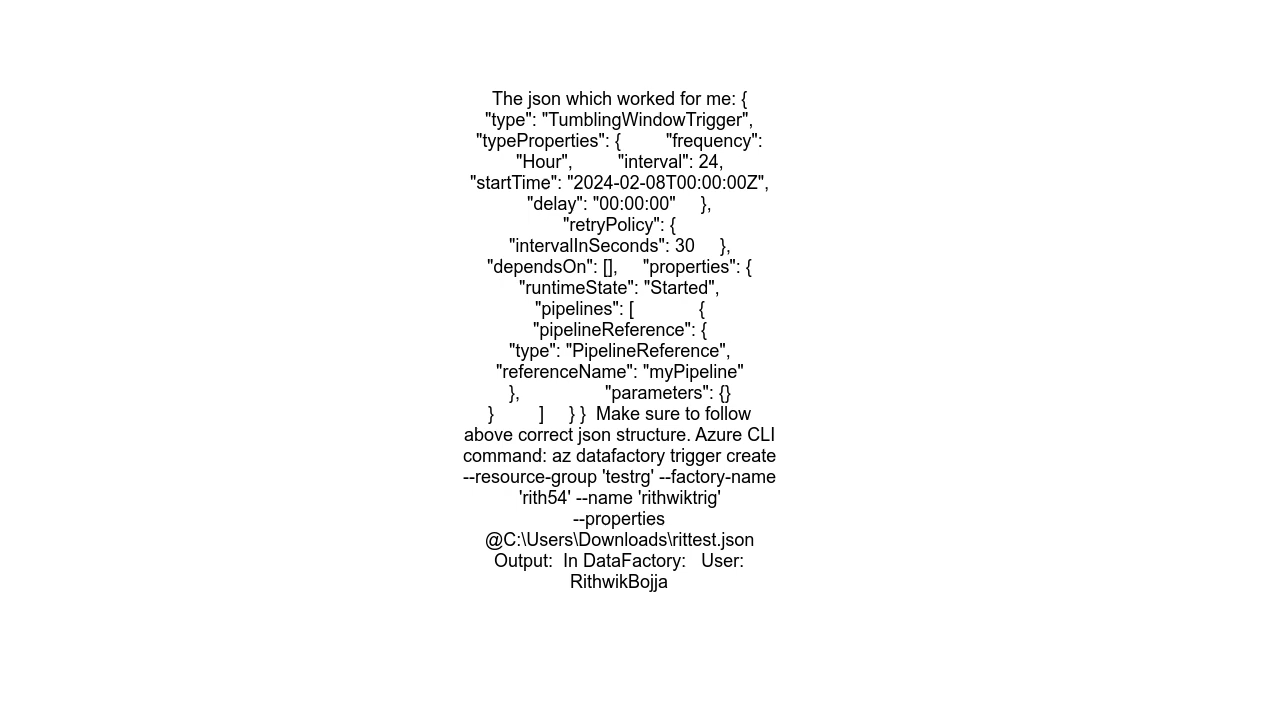 The json which worked for me: {
"type": "TumblingWindowTrigger",
"typeProperties": {         "frequency":
"Hour",         "interval": 24,
"startTime": "2024-02-08T00:00:00Z",
"delay": "00:00:00"     },
"retryPolicy": {
"intervalInSeconds": 30     },
"dependsOn": [],     "properties": {
"runtimeState": "Started",
"pipelines": [             {
"pipelineReference": {
"type": "PipelineReference",
"referenceName": "myPipeline"
},                 "parameters": {}
}         ]     } }  Make sure to follow
above correct json structure. Azure CLI
command: az datafactory trigger create
--resource-group 'testrg' --factory-name
'rith54' --name 'rithwiktrig'
--properties
@C:\Users\Downloads\rittest.json
Output:  In DataFactory:   User:
RithwikBojja